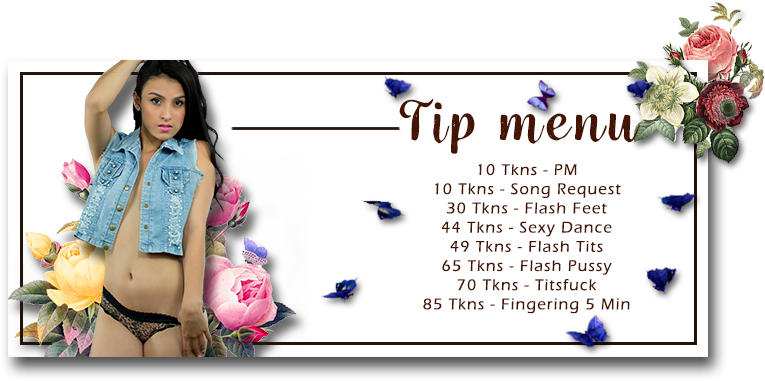 Tip menu
10 Tkns - PM
10 Tkns - Song Request
30 Tkns - Flash Feet
44 Tkns - Sexy Dance
49 Tkns - Flash Tits
65 Tkns - Flash Pussy
70 Tkns - Titsfuck
85 Tkns - Fingering 5 Min